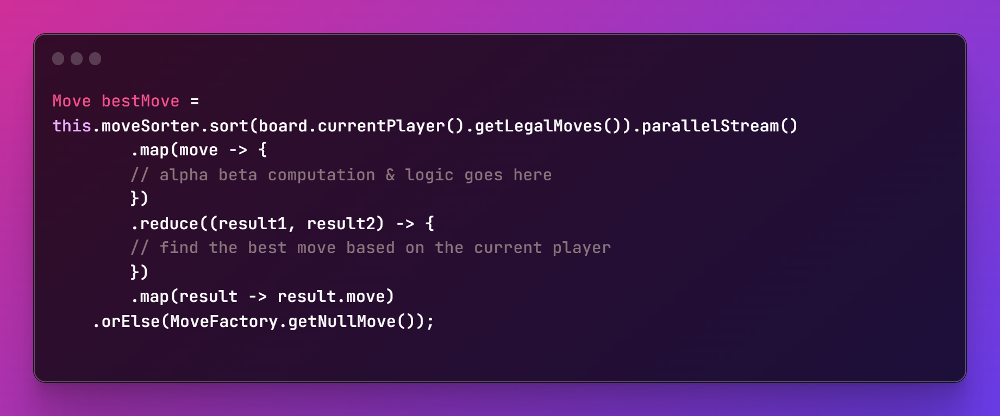 Move bestMove =
this.moveSorter.sort(board.currentPlayer().getLegalMoves()).parallelStream()
        .map(move -> {
        // alpha beta computation & logic goes here
        })
        .reduce((result1, result2) -> {
        // find the best move based on the current player
        })
        .map(result -> result.move)
    .orElse(MoveFactory.getNullMove());